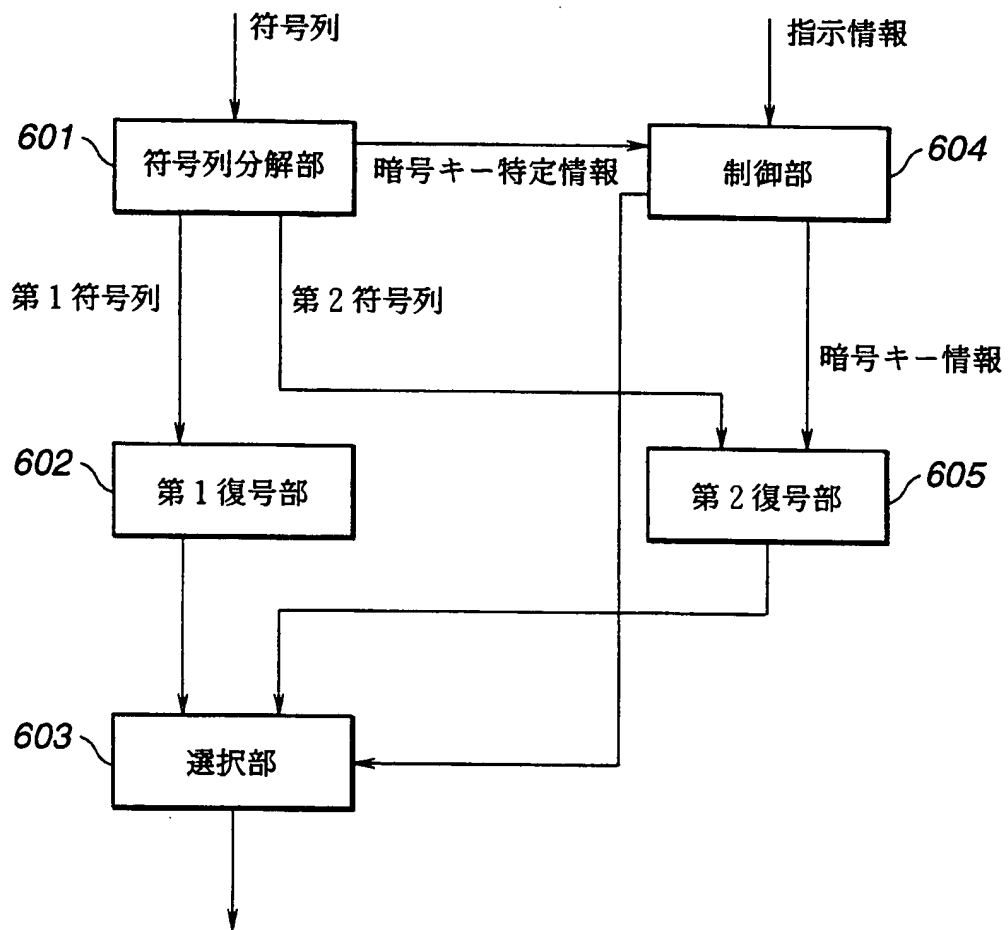 符号列
指示情報
601
符号列分解部
暗号キー特定情報
制御部
604
第1符号列
第2符号列
暗号キー情報
602
第1復号部
第2復号部
605
603
選択部